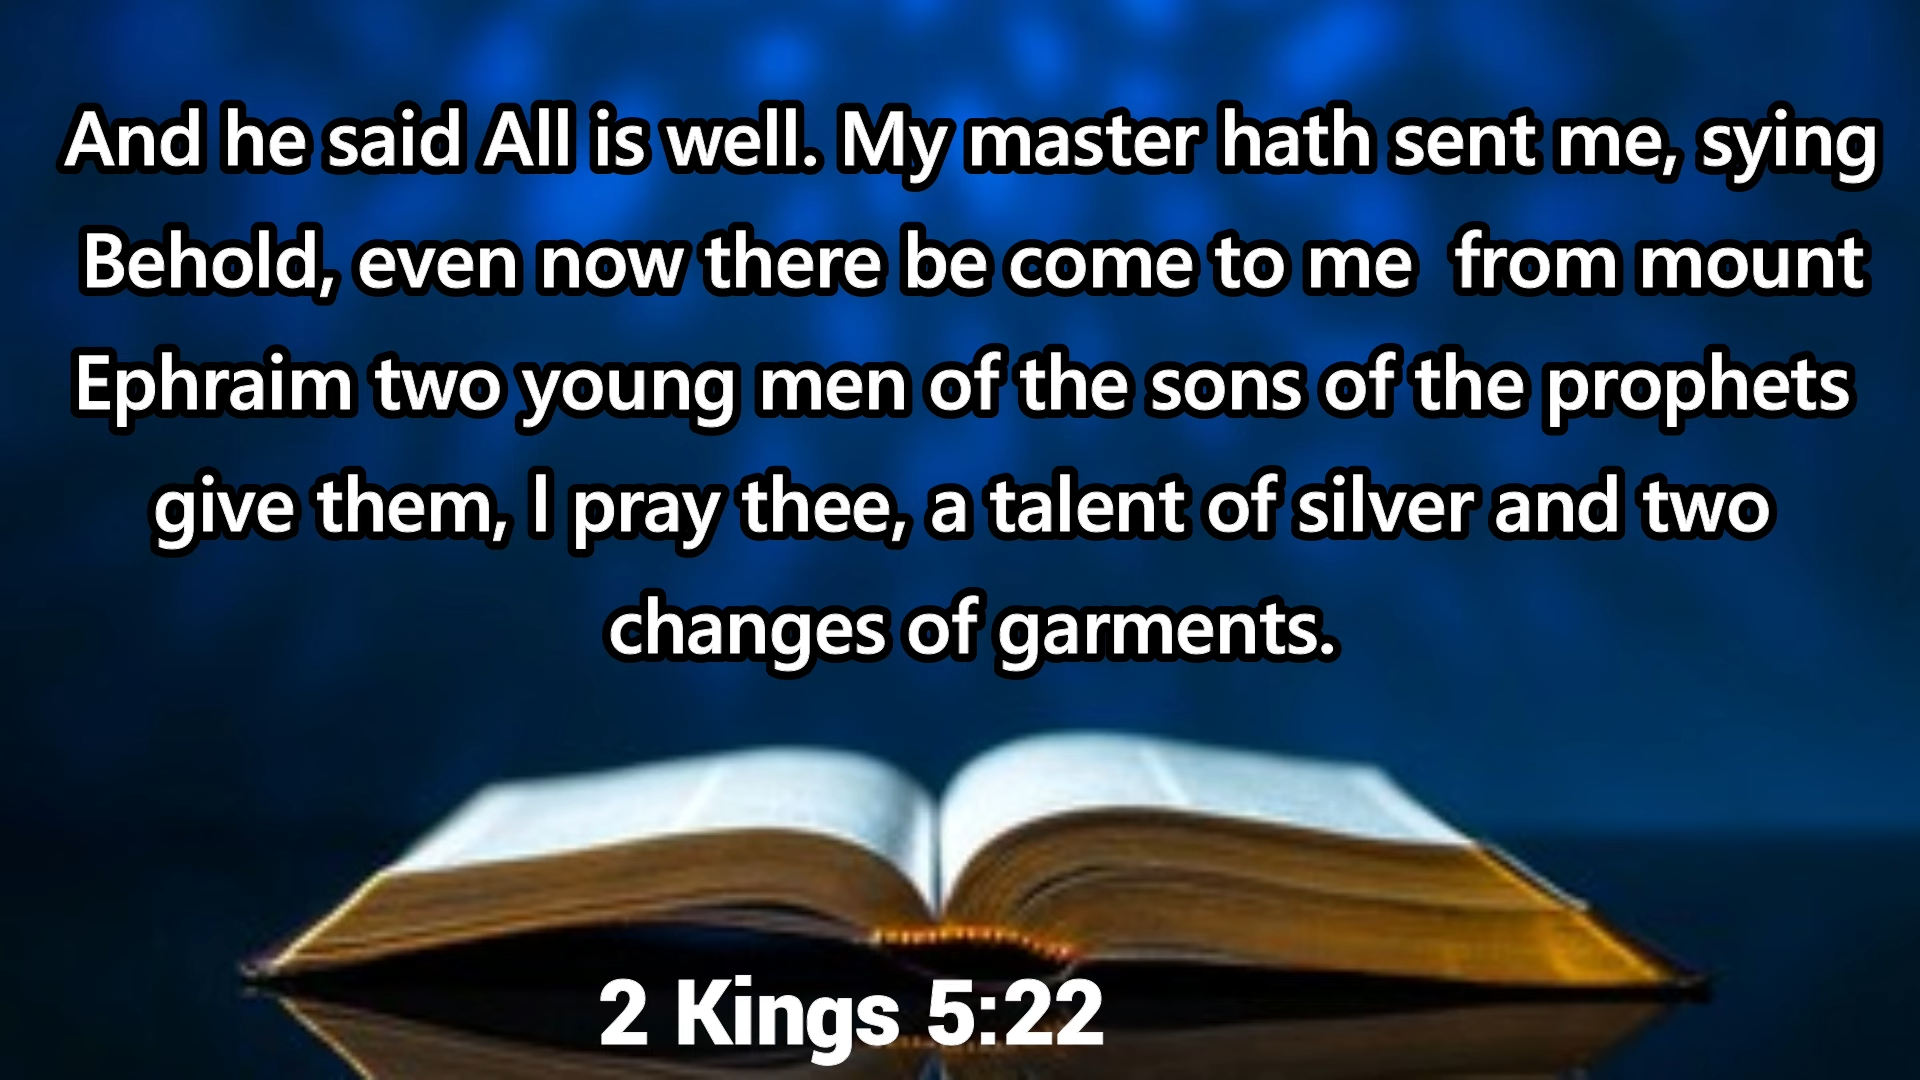 And he said All is well. My master hath sent me, sying
Behold, even now there be come to me  from mount
Ephraim two young men of the sons of the prophets
give them, I pray thee, a talent of silver and two
changes of garments.
2 Kings 5:22